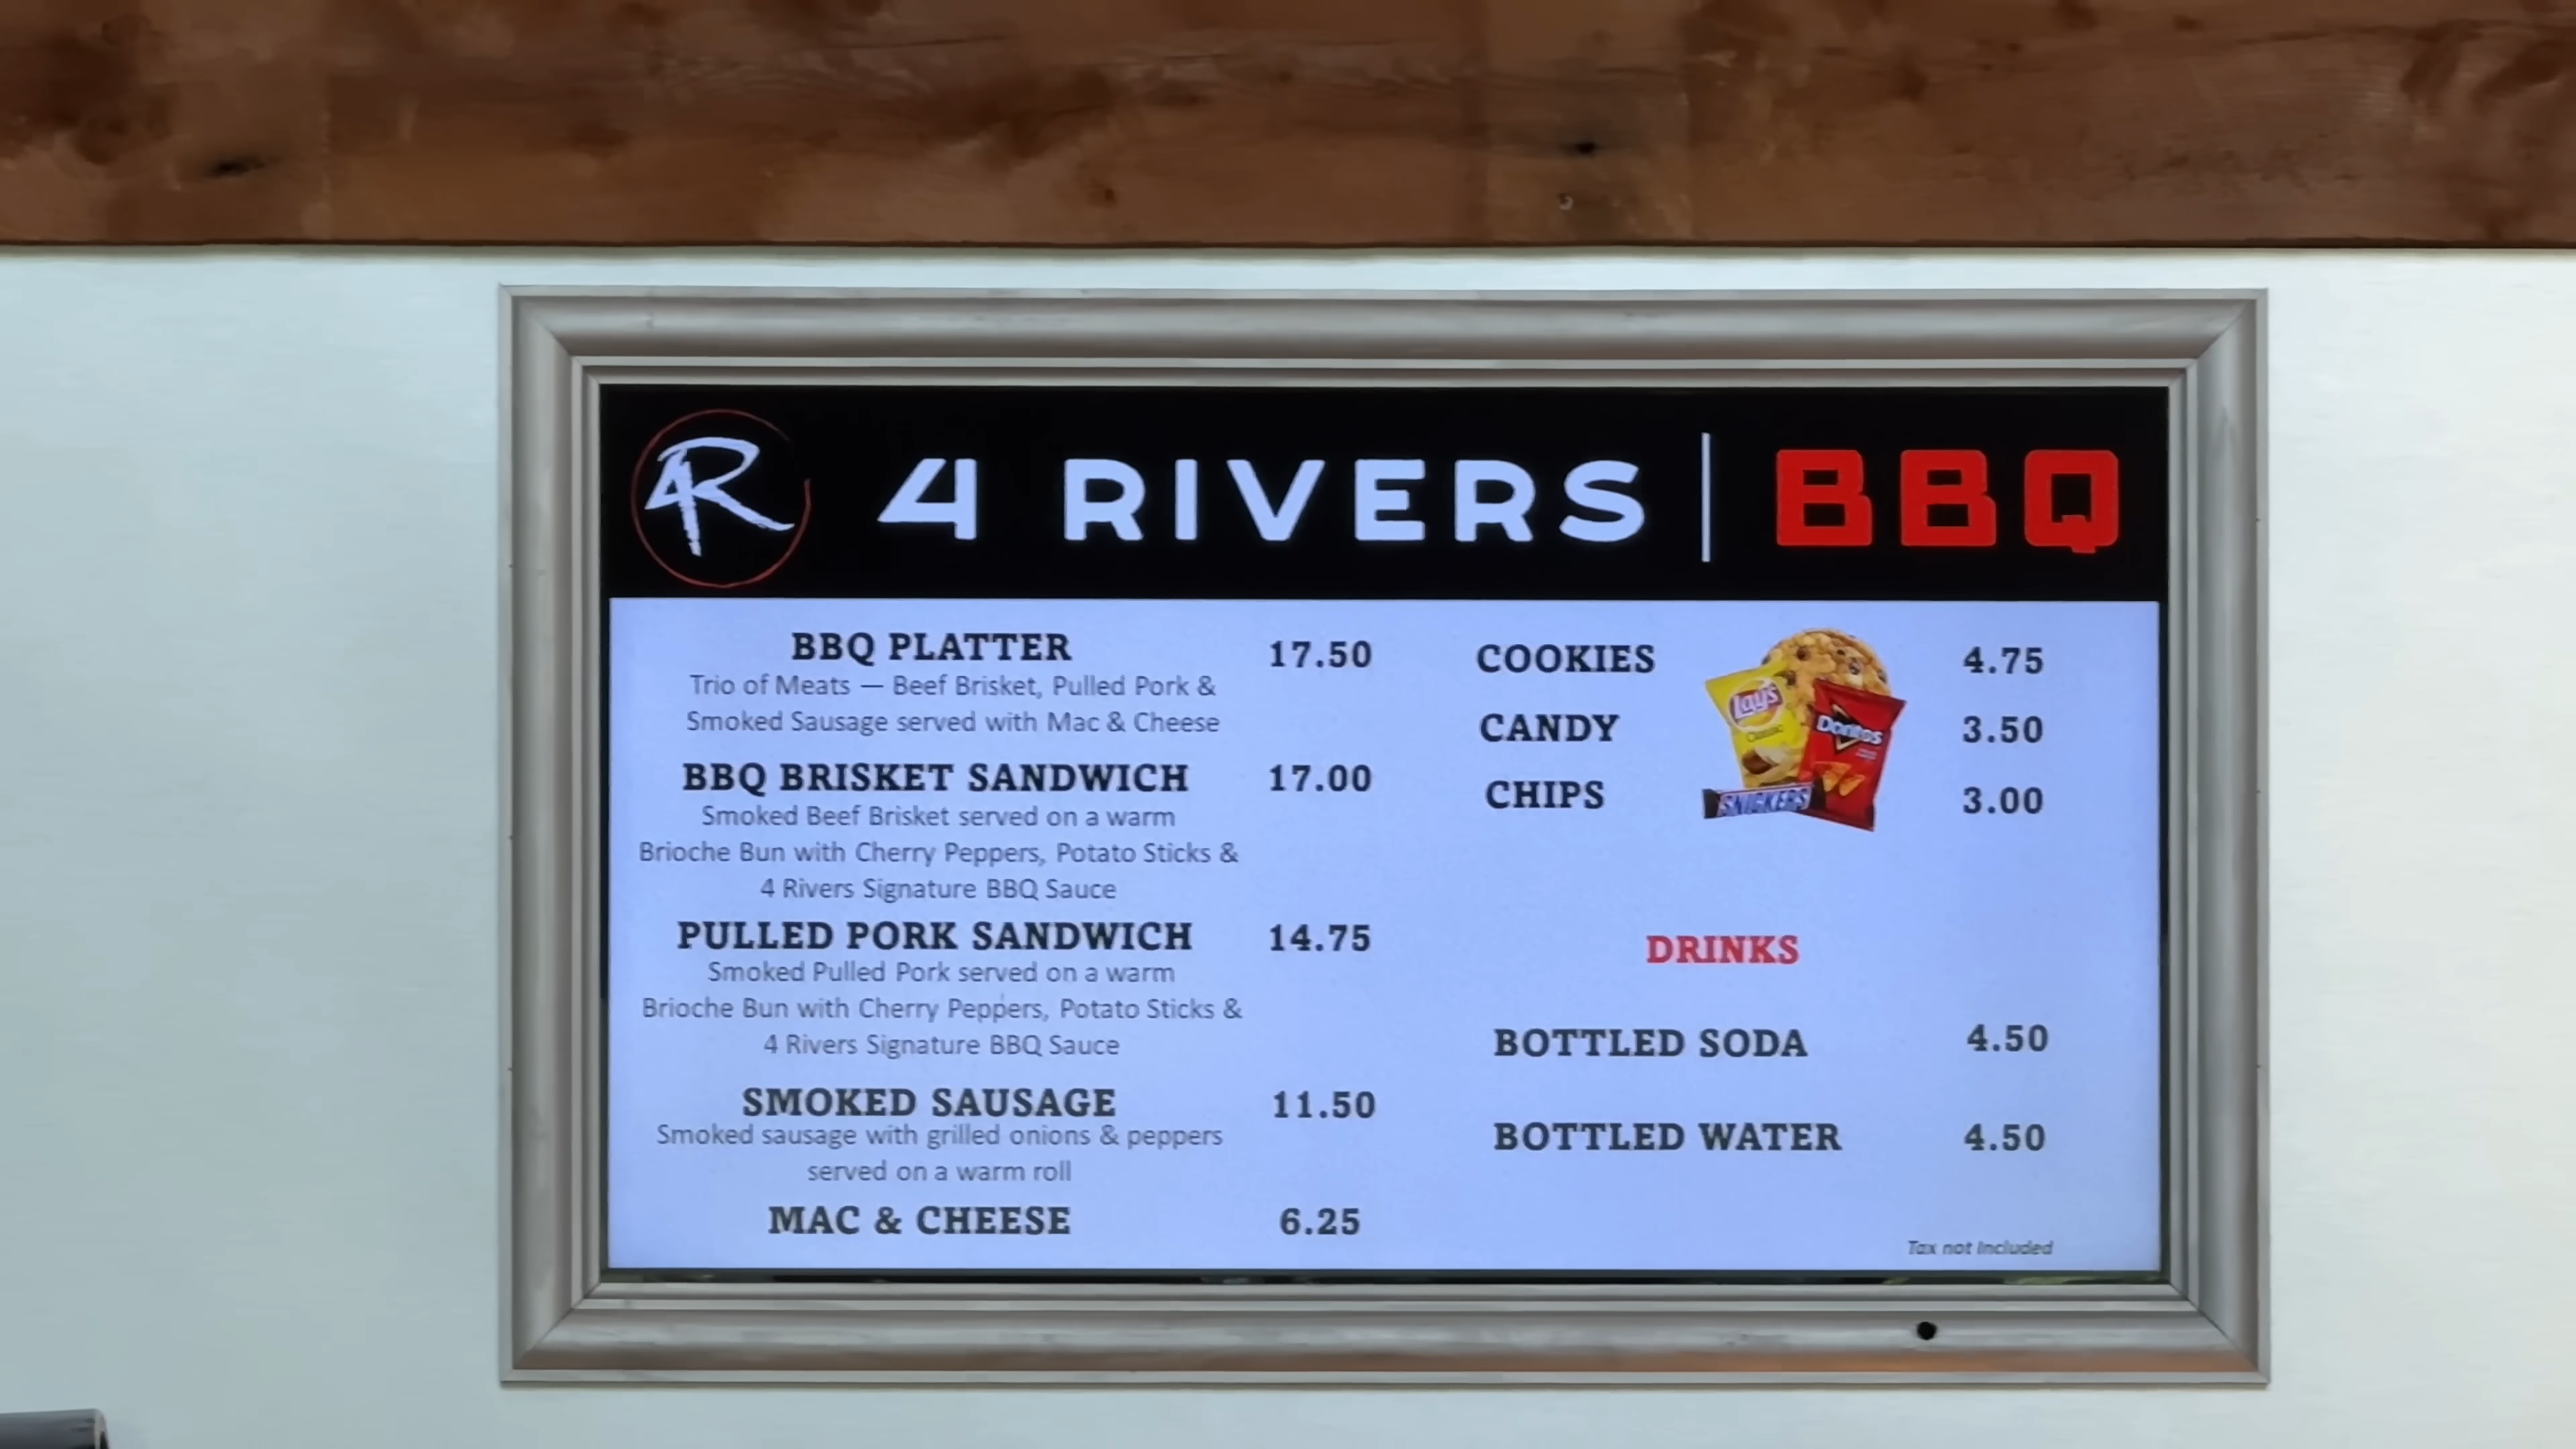 4R 4 RIVERS | BBQ
BBQ PLATTER 17.50
Trio of Meats — Beef Brisket, Pulled Pork &
Smoked Sausage served with Mac & Cheese
BBQ BRISKET SANDWICH 17.00
Smoked Beef Brisket served on a warm
Brioche Bun with Cherry Peppers, Potato Sticks &
4 Rivers Signature BBQ Sauce
PULLED PORK SANDWICH 14.75
Smoked Pulled Pork served on a warm
Brioche Bun with Cherry Peppers, Potato Sticks &
4 Rivers Signature BBQ Sauce
SMOKED SAUSAGE 11.50
Smoked sausage with grilled onions & peppers
served on a warm roll
MAC & CHEESE 6.25
COOKIES 4.75
CANDY 3.50
CHIPS 3.00
Lay's
Classic
Doritos
SNICKERS
DRINKS
BOTTLED SODA 4.50
BOTTLED WATER 4.50
Tax not Included